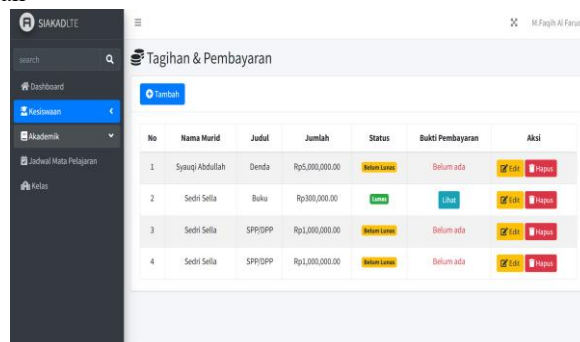 SIAKADLTE
M.Faqih Al Faruq
search
Tagihan & Pembayaran
Dashboard
Tambah
Kesiswaan
Akademik
Jadwal Mata Pelajaran
Kelas
No Nama Murid Judul Jumlah Status Bukti Pembayaran Aksi
1 Syauqi Abdullah Denda Rp5,000,000.00 Belum Lunas Belum ada Edit Hapus
2 Sedri Sella Buku Rp300,000.00 Lunas Lihat Edit Hapus
3 Sedri Sella SPP/DPP Rp1,000,000.00 Belum Lunas Belum ada Edit Hapus
4 Sedri Sella SPP/DPP Rp1,000,000.00 Belum Lunas Belum ada Edit Hapus